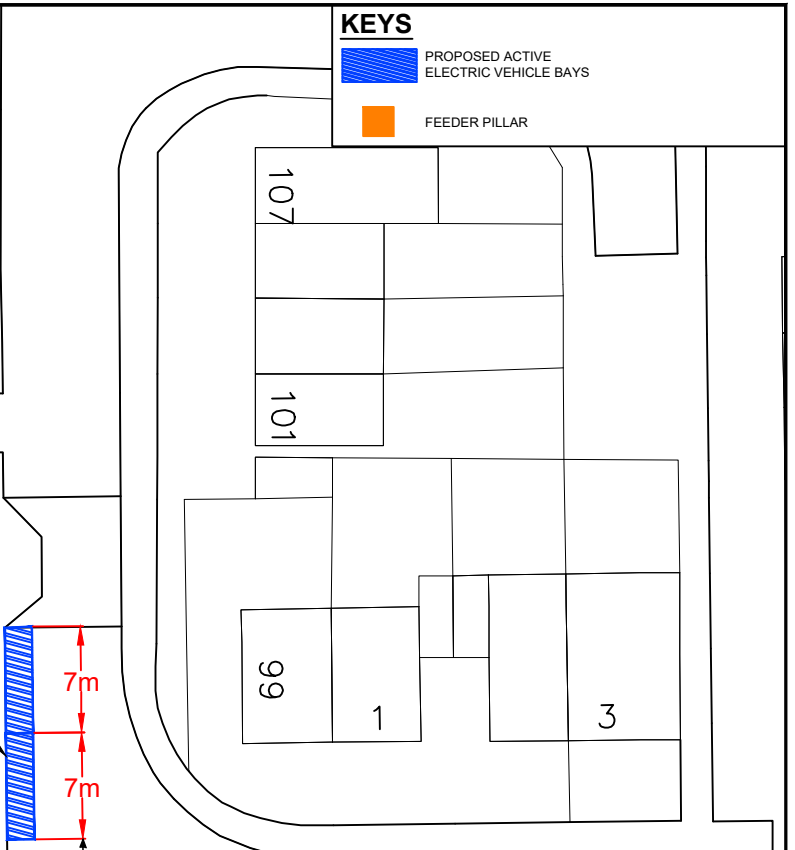 KEYS
PROPOSED ACTIVE
ELECTRIC VEHICLE BAYS
FEEDER PILLAR
107
101
99
1
3
7m
7m